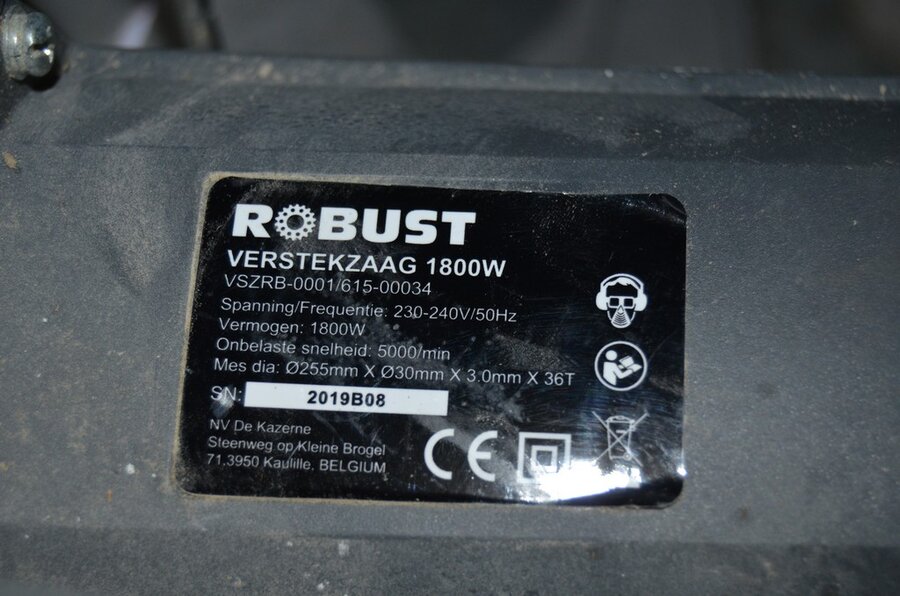 ROBUST
VERSTEKZAAG 1800W
VSZRB-0001/615-00034
Spanning/Frequentie: 230-240V/50Hz
Vermogen: 1800W
Onbelaste snelheid: 5000/min
Mes dia: Ø255mm X Ø30mm X 3.0mm X 36T
SN: 2019B08
NV De Kazerne
Steenweg op Kleine Brogel
71.3950 Kaulille, BELGIUM
CE